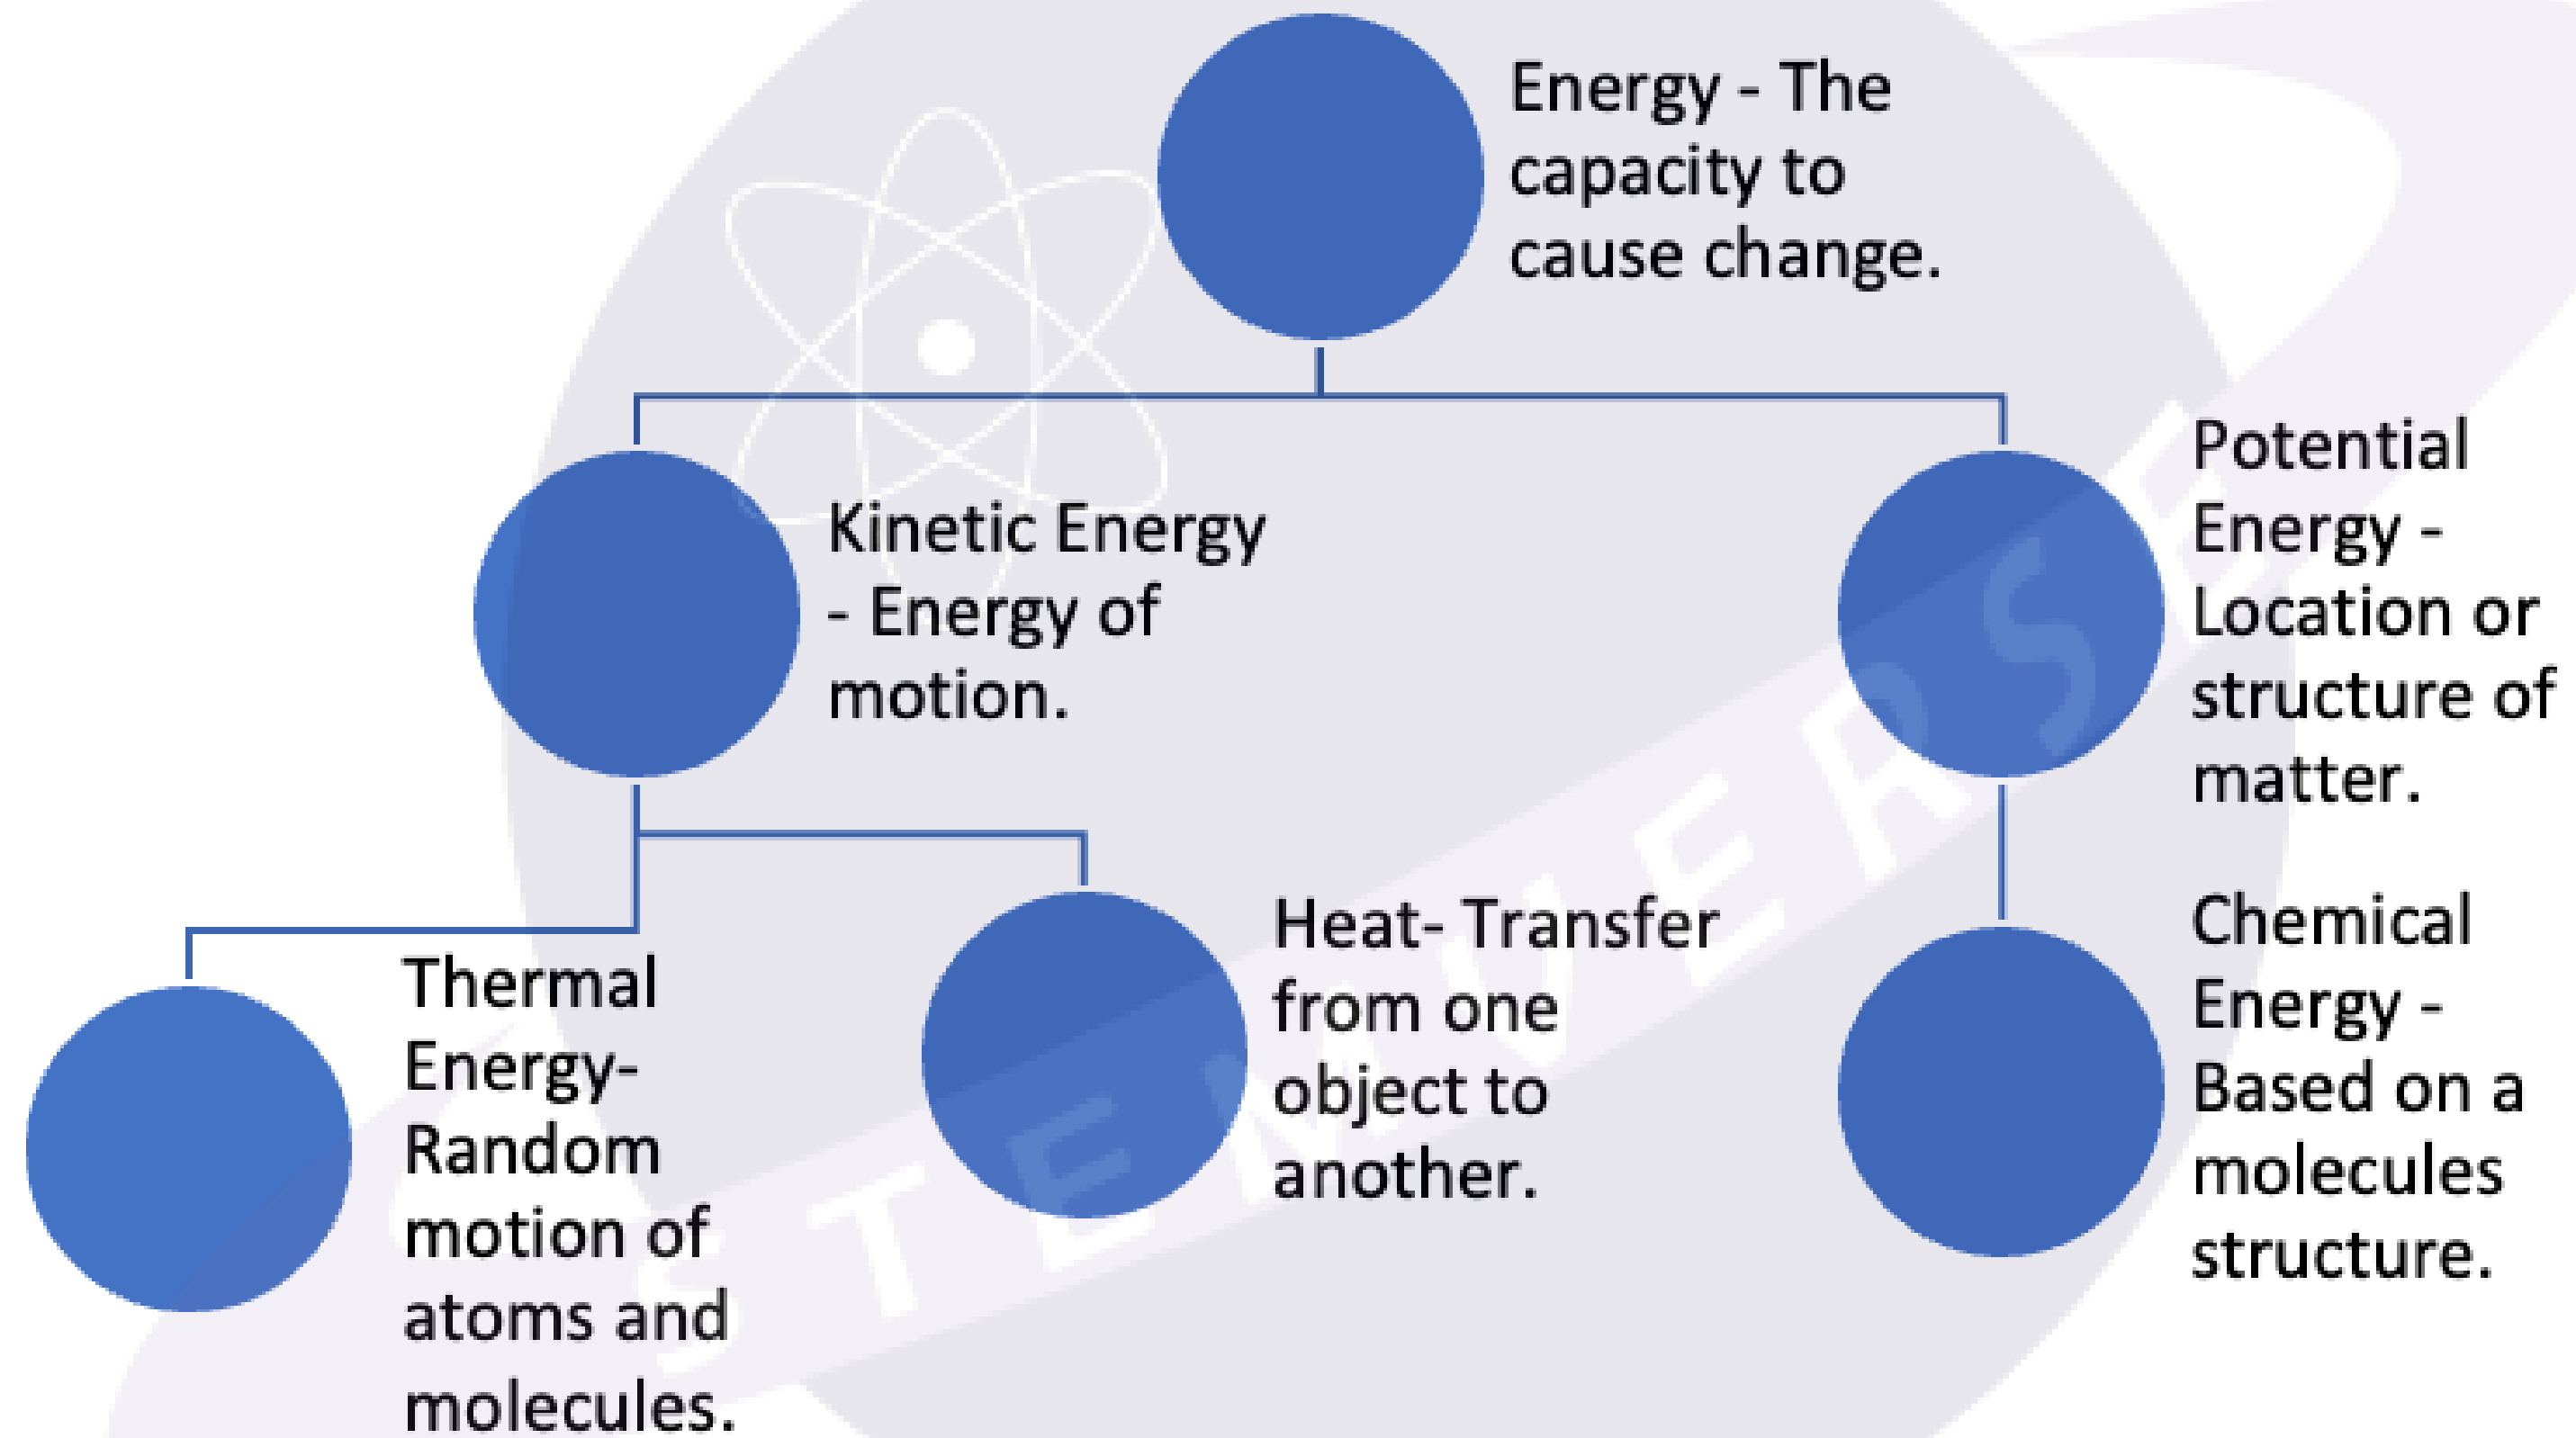 Energy - The
capacity to
cause change.
Kinetic Energy
- Energy of
motion.
Potential
Energy -
Location or
structure of
matter.
Thermal
Energy-
Random
motion of
atoms and
molecules.
Heat- Transfer
from one
object to
another.
Chemical
Energy -
Based on a
molecules
structure.
STEMVERSE